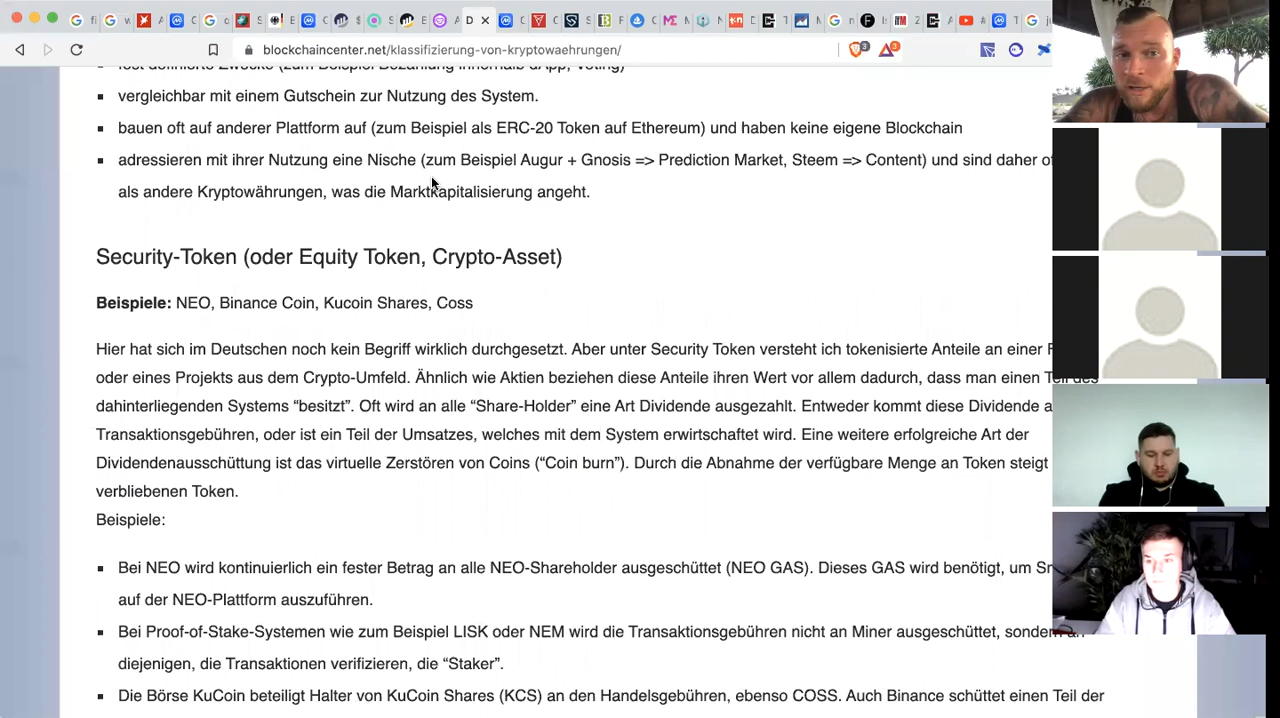 blockchaincenter.net/klassifizierung-von-kryptowaehrungen/
fest definierte Zwecke (zum Beispiel Bezahlung innerhalb dApp, Voting)
vergleichbar mit einem Gutschein zur Nutzung des System.
bauen oft auf anderer Plattform auf (zum Beispiel als ERC-20 Token auf Ethereum) und haben keine eigene Blockchain
adressieren mit ihrer Nutzung eine Nische (zum Beispiel Augur + Gnosis => Prediction Market, Steem => Content) und sind daher
als andere Kryptowährungen, was die Marktkapitalisierung angeht.
Security-Token (oder Equity Token, Crypto-Asset)
Beispiele: NEO, Binance Coin, Kucoin Shares, Coss
Hier hat sich im Deutschen noch kein Begriff wirklich durchgesetzt. Aber unter Security Token versteht ich tokenisierte Anteile an einer
oder eines Projekts aus dem Crypto-Umfeld. Ähnlich wie Aktien beziehen diese Anteile ihren Wert vor allem dadurch, dass man einen Teil des
dahinterliegenden Systems “besitzt”. Oft wird an alle “Share-Holder” eine Art Dividende ausgezahlt. Entweder kommt diese Dividende
Transaktionsgebühren, oder ist ein Teil der Umsatzes, welches mit dem System erwirtschaftet wird. Eine weitere erfolgreiche Art der
Dividendenausschüttung ist das virtuelle Zerstören von Coins (“Coin burn”). Durch die Abnahme der verfügbare Menge an Token steigt
verbliebenen Token.
Beispiele:
Bei NEO wird kontinuierlich ein fester Betrag an alle NEO-Shareholder ausgeschüttet (NEO GAS). Dieses GAS wird benötigt, um
auf der NEO-Plattform auszuführen.
Bei Proof-of-Stake-Systemen wie zum Beispiel LISK oder NEM wird die Transaktionsgebühren nicht an Miner ausgeschüttet, sondern an
diejenigen, die Transaktionen verifizieren, die “Staker”.
Die Börse KuCoin beteiligt Halter von KuCoin Shares (KCS) an den Handelsgebühren, ebenso COSS. Auch Binance schüttet einen Teil der